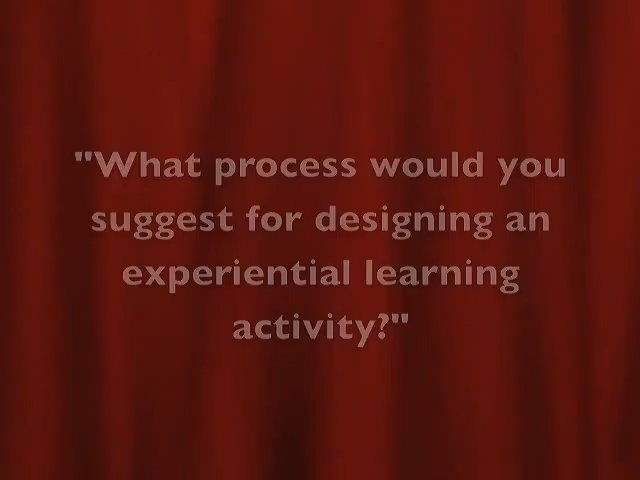 "What process would you
suggest for designing an
experiential learning
activity?"